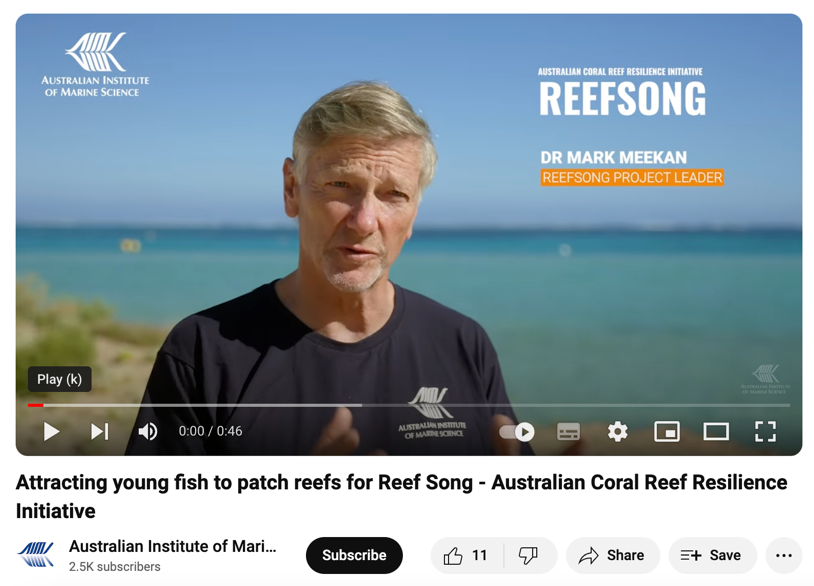 AUSTRALIAN INSTITUTE
OF MARINE SCIENCE
AUSTRALIAN CORAL REEF RESILIENCE INITIATIVE
REEFSONG
DR MARK MEEKAN
REEFSONG PROJECT LEADER
AUSTRALIAN INSTITUTE
OF MARINE SCIENCE
Play (k)
AUSTRALIAN INSTITUTE
OF MARINE SCIENCE
0:00 / 0:46
Attracting young fish to patch reefs for Reef Song - Australian Coral Reef Resilience
Initiative
Australian Institute of Mari...
2.5K subscribers
Subscribe
11
Share
Save